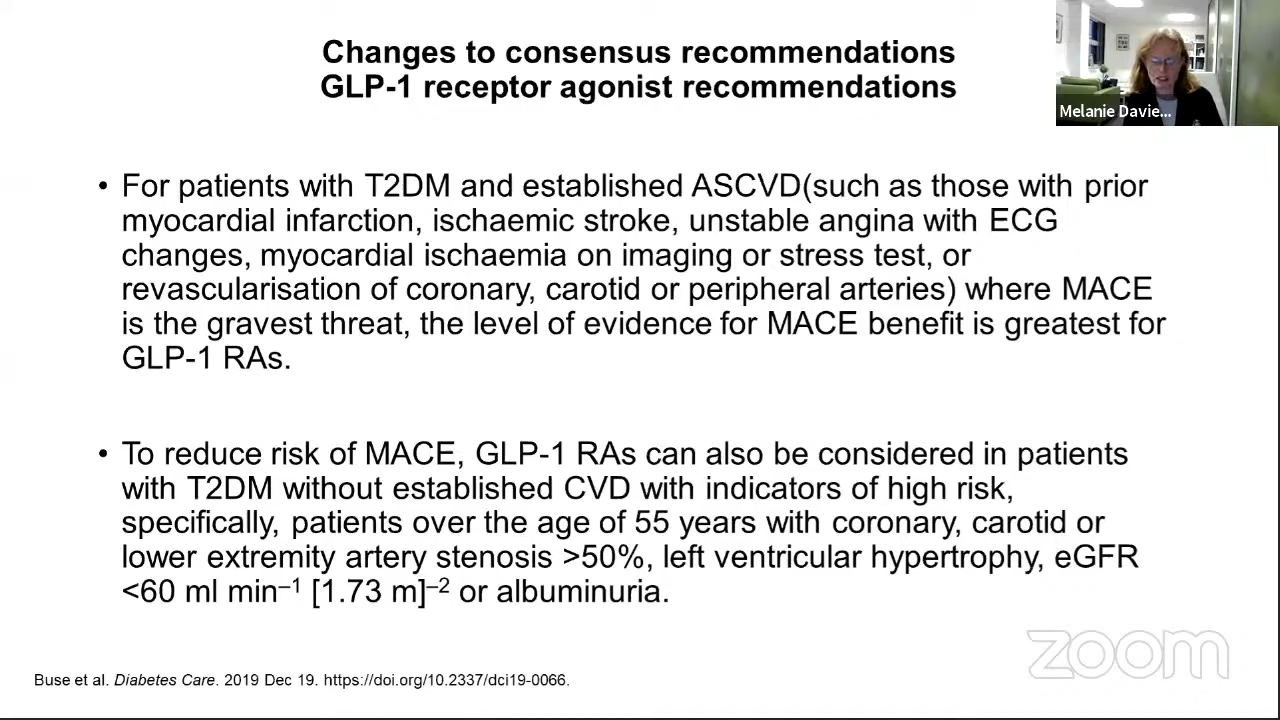 Changes to consensus recommendations
GLP-1 receptor agonist recommendations
Melanie Davie...
• For patients with T2DM and established ASCVD(such as those with prior
myocardial infarction, ischaemic stroke, unstable angina with ECG
changes, myocardial ischaemia on imaging or stress test, or
revascularisation of coronary, carotid or peripheral arteries) where MACE
is the gravest threat, the level of evidence for MACE benefit is greatest for
GLP-1 RAs.
• To reduce risk of MACE, GLP-1 RAs can also be considered in patients
with T2DM without established CVD with indicators of high risk,
specifically, patients over the age of 55 years with coronary, carotid or
lower extremity artery stenosis >50%, left ventricular hypertrophy, eGFR
<60 ml min⁻¹ [1.73 m]⁻² or albuminuria.
zoom
Buse et al. Diabetes Care. 2019 Dec 19. https://doi.org/10.2337/dci19-0066.